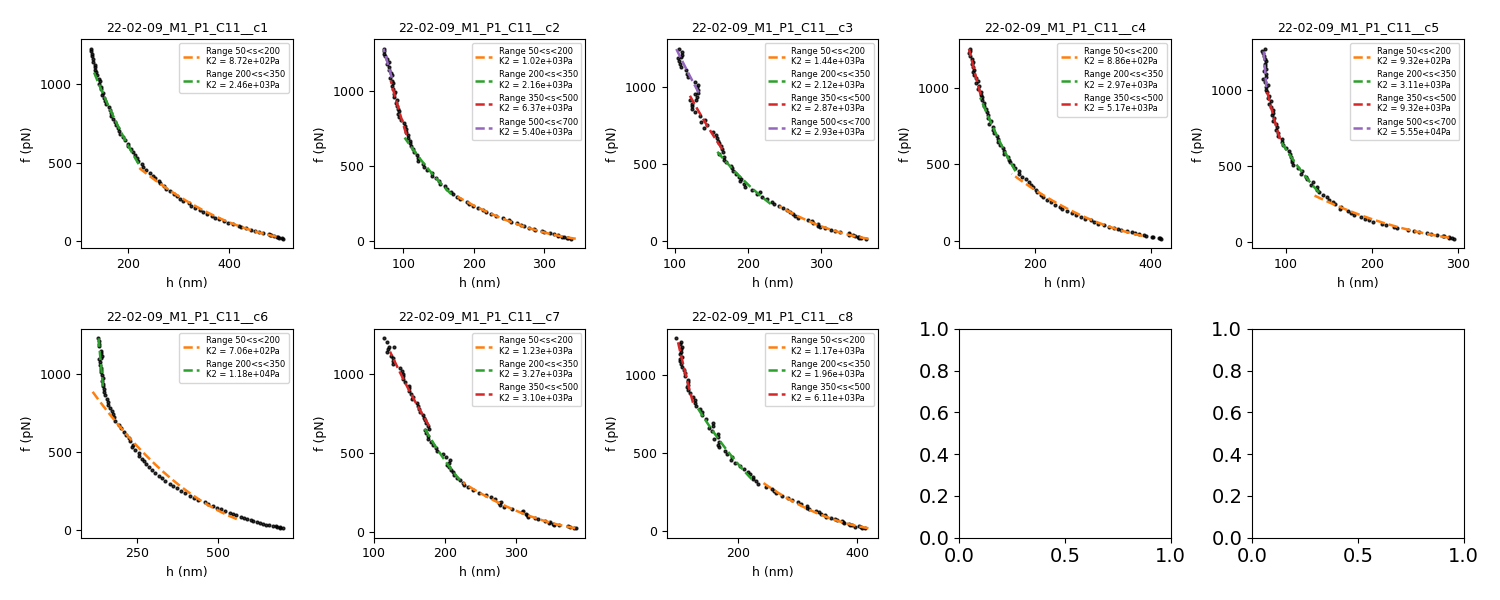 22-02-09_M1_P1_C11__c1
f (pN)
1000
500
0
200
400
h (nm)
Range 50<s<200
K2 = 8.72e+02Pa
Range 200<s<350
K2 = 2.46e+03Pa
22-02-09_M1_P1_C11__c2
f (pN)
1000
500
0
100
200
300
h (nm)
Range 50<s<200
K2 = 1.02e+03Pa
Range 200<s<350
K2 = 2.16e+03Pa
Range 350<s<500
K2 = 6.37e+03Pa
Range 500<s<700
K2 = 5.40e+03Pa
22-02-09_M1_P1_C11__c3
f (pN)
1000
500
0
100
200
300
h (nm)
Range 50<s<200
K2 = 1.44e+03Pa
Range 200<s<350
K2 = 2.12e+03Pa
Range 350<s<500
K2 = 2.87e+03Pa
Range 500<s<700
K2 = 2.93e+03Pa
22-02-09_M1_P1_C11__c4
f (pN)
1000
500
0
200
400
h (nm)
Range 50<s<200
K2 = 8.86e+02Pa
Range 200<s<350
K2 = 2.97e+03Pa
Range 350<s<500
K2 = 5.17e+03Pa
22-02-09_M1_P1_C11__c5
f (pN)
1000
500
0
100
200
300
h (nm)
Range 50<s<200
K2 = 9.32e+02Pa
Range 200<s<350
K2 = 3.11e+03Pa
Range 350<s<500
K2 = 9.32e+03Pa
Range 500<s<700
K2 = 5.55e+04Pa
22-02-09_M1_P1_C11__c6
f (pN)
1000
500
0
250
500
h (nm)
Range 50<s<200
K2 = 7.06e+02Pa
Range 200<s<350
K2 = 1.18e+04Pa
22-02-09_M1_P1_C11__c7
f (pN)
1000
500
0
100
200
300
h (nm)
Range 50<s<200
K2 = 1.23e+03Pa
Range 200<s<350
K2 = 3.27e+03Pa
Range 350<s<500
K2 = 3.10e+03Pa
22-02-09_M1_P1_C11__c8
f (pN)
1000
500
0
200
400
h (nm)
Range 50<s<200
K2 = 1.17e+03Pa
Range 200<s<350
K2 = 1.96e+03Pa
Range 350<s<500
K2 = 6.11e+03Pa
1.0
0.8
0.6
0.4
0.2
0.0
0.0
0.5
1.0
1.0
0.8
0.6
0.4
0.2
0.0
0.0
0.5
1.0